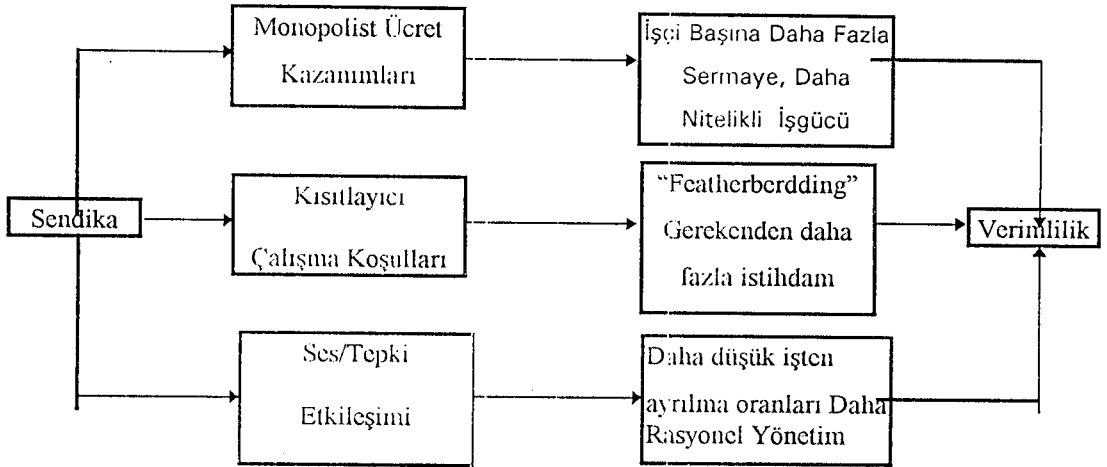 Monopolist Ücret
Kazanımları
İşçi Başına Daha Fazla
Sermaye, Daha
Nitelikli İşgücü
Sendika
Kısıtlayıcı
Çalışma Koşulları
“Featherberdding”
Gerekenden daha
fazla istihdam
Verimlilik
Ses/Tepki
Etkileşimi
Daha düşük işten
ayrılma oranları Daha
Rasyonel Yönetim